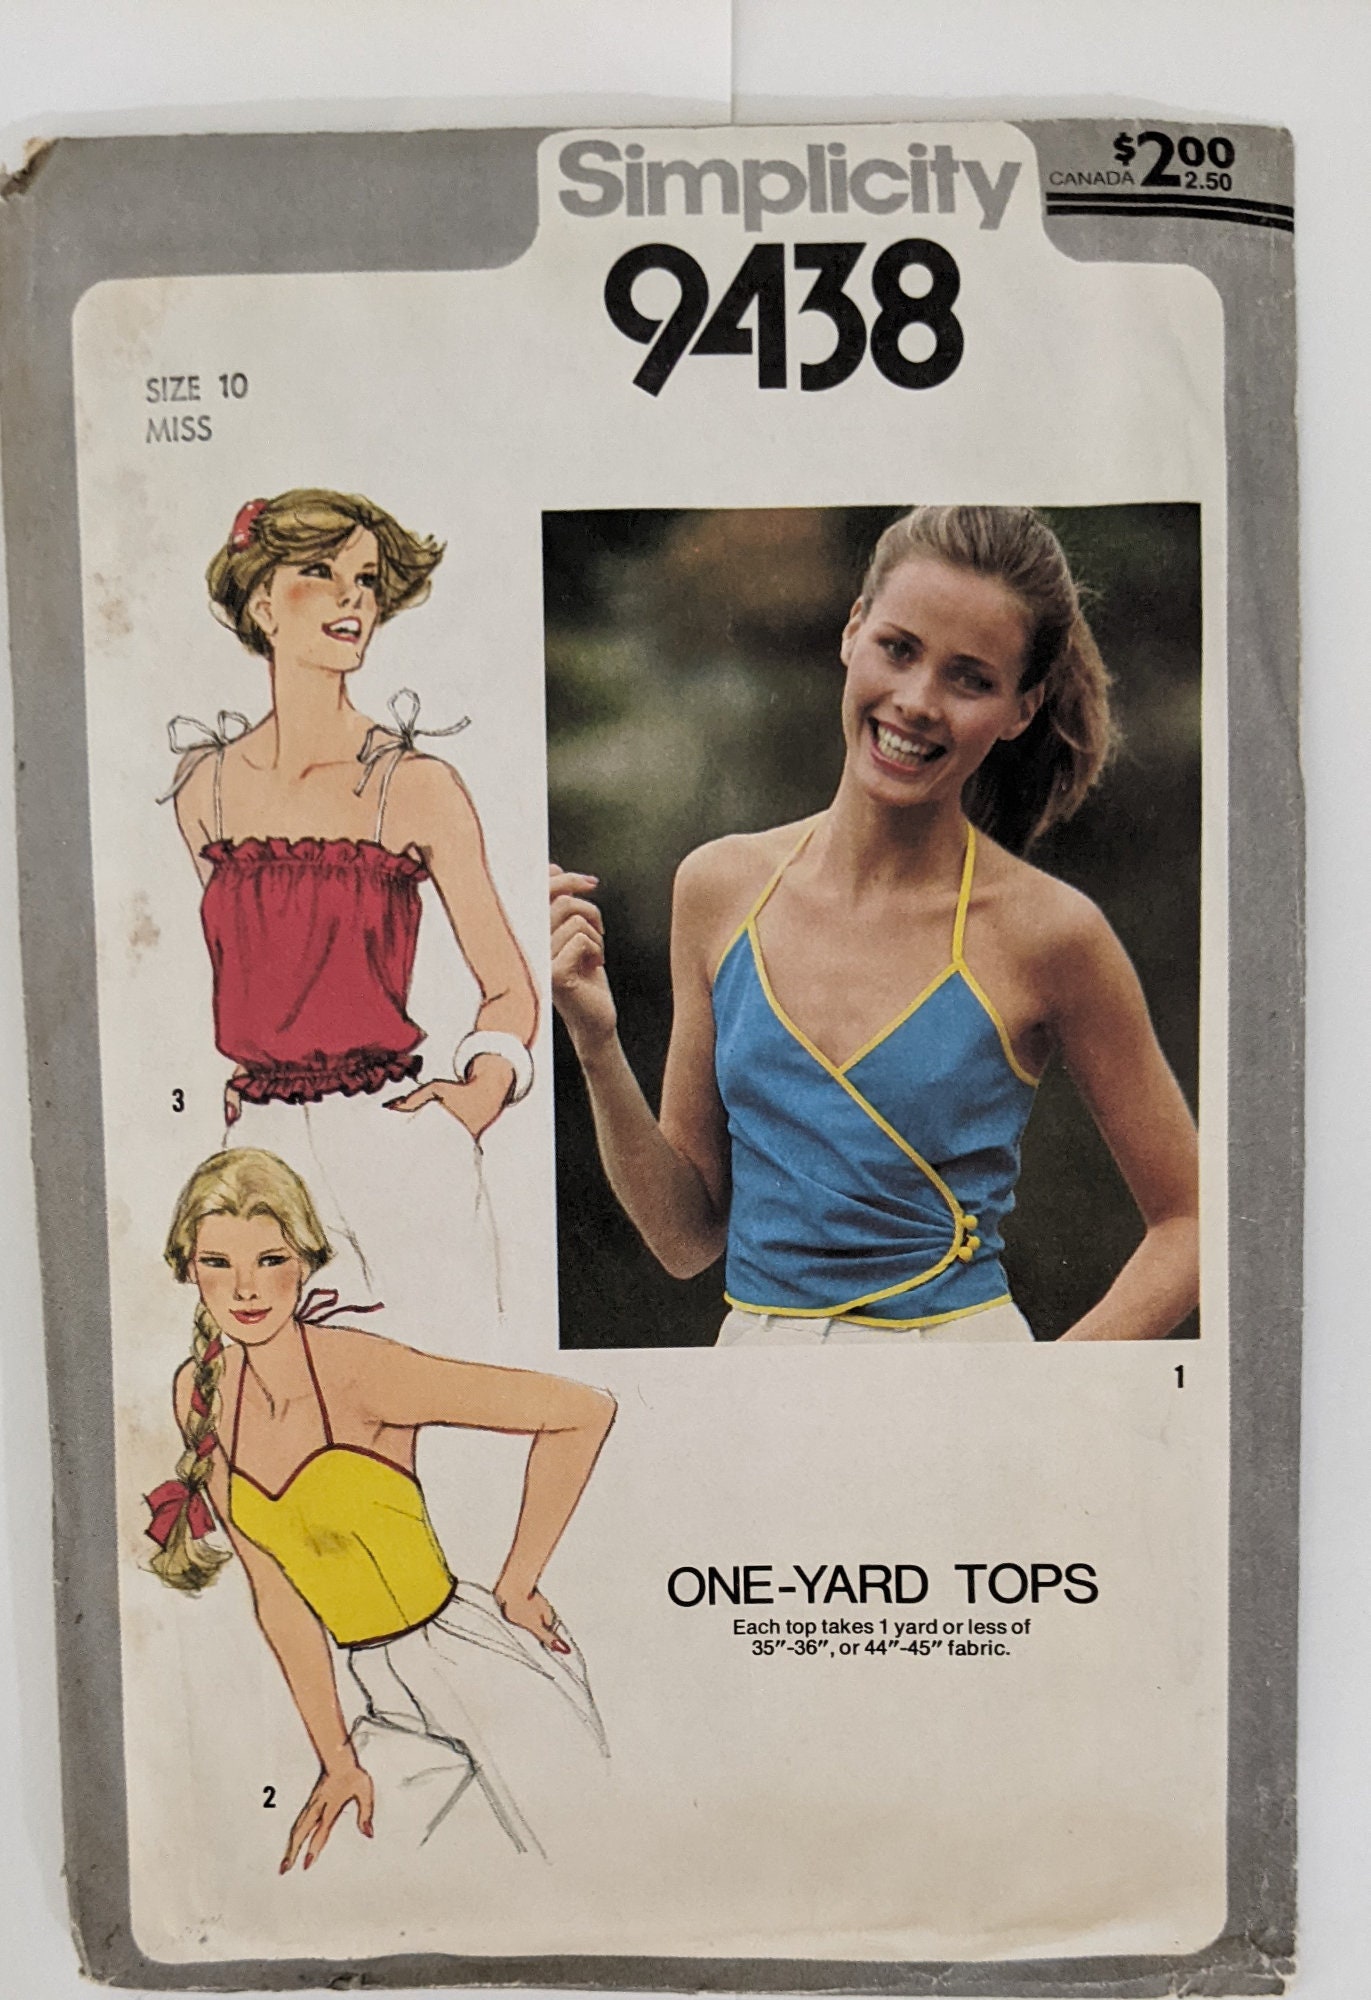 Simplicity
$2.00
CANADA 2.50
9438
SIZE 10
MISS
3
1
ONE-YARD TOPS
Each top takes 1 yard or less of
35"-36", or 44"-45" fabric.
2